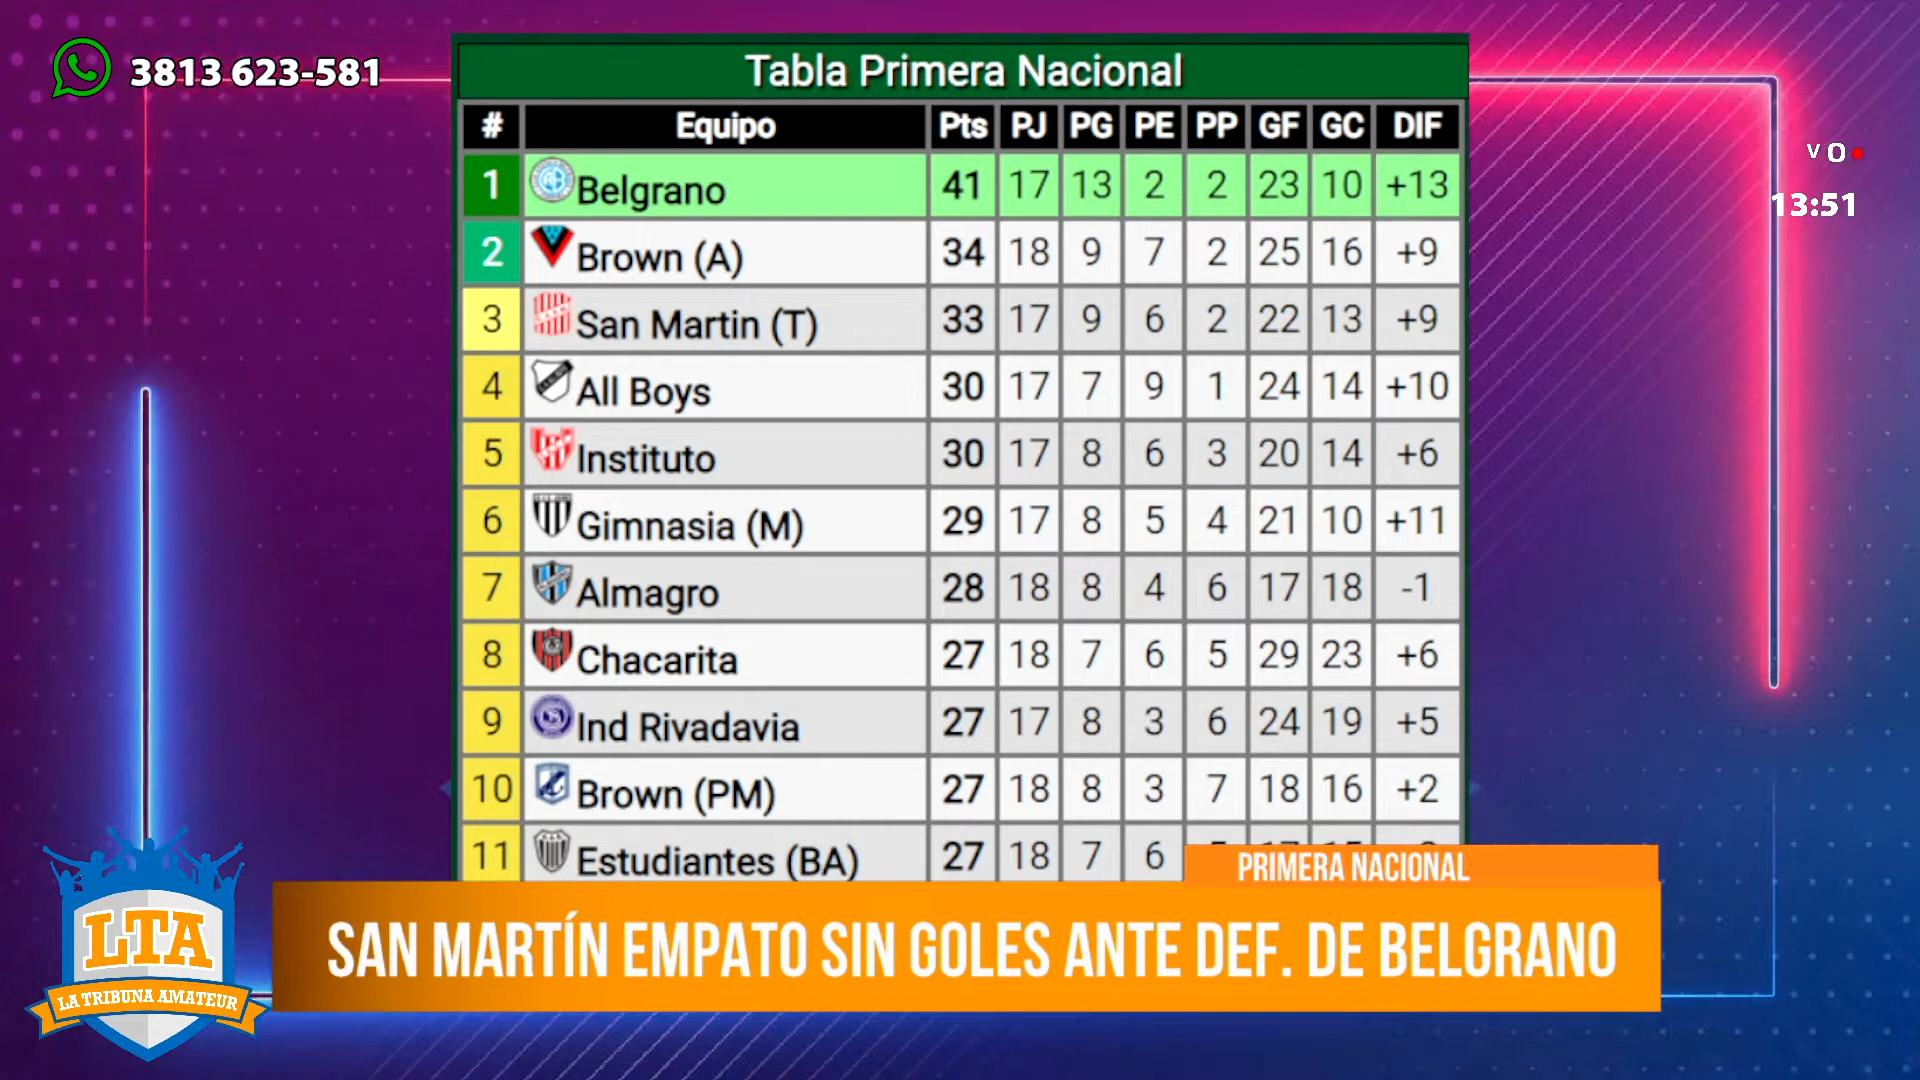 3813 623-581
Tabla Primera Nacional
# Equipo Pts PJ PG PE PP GF GC DIF
1 Belgrano 41 17 13 2 2 23 10 +13
2 Brown (A) 34 18 9 7 2 25 16 +9
3 San Martin (T) 33 17 9 6 2 22 13 +9
4 All Boys 30 17 7 9 1 24 14 +10
5 Instituto 30 17 8 6 3 20 14 +6
6 Gimnasia (M) 29 17 8 5 4 21 10 +11
7 Almagro 28 18 8 4 6 17 18 -1
8 Chacarita 27 18 7 6 5 29 23 +6
9 Ind Rivadavia 27 17 8 3 6 24 19 +5
10 Brown (PM) 27 18 8 3 7 18 16 +2
11 Estudiantes (BA) 27 18 7 6
V O
13:51
PRIMERA NACIONAL
SAN MARTÍN EMPATO SIN GOLES ANTE DEF. DE BELGRANO
LTA
LA TRIBUNA AMATEUR